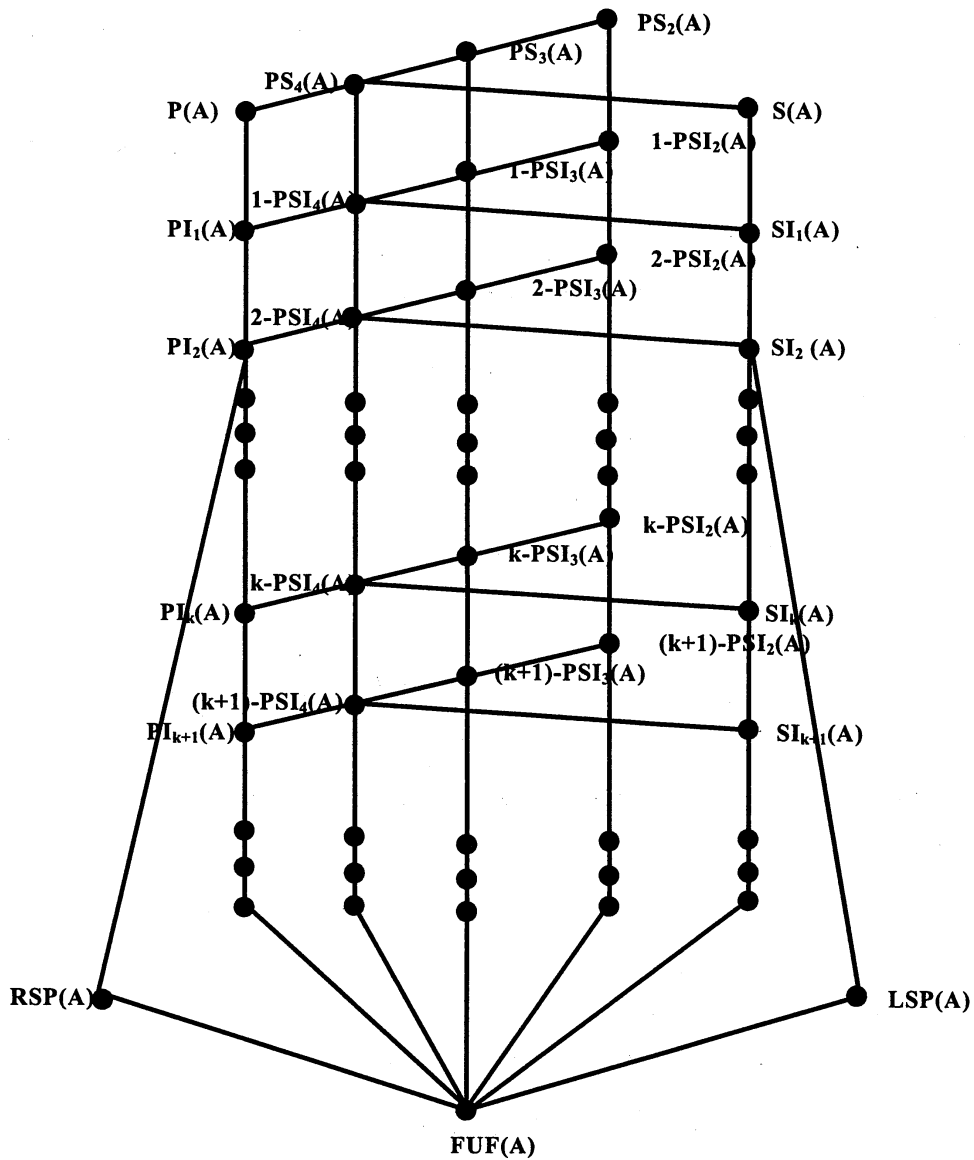 PS₂(A)
PS₃(A)
PS₄(A)
P(A)
S(A)
1-PSI₂(A)
1-PSI₃(A)
1-PSI₄(A)
PI₁(A)
SI₁(A)
2-PSI₂(A)
2-PSI₃(A)
2-PSI₄(A)
PI₂(A)
SI₂ (A)
k-PSI₂(A)
k-PSI₃(A)
k-PSI₄(A)
PIₖ(A)
SIₖ(A)
(k+1)-PSI₂(A)
(k+1)-PSI₃(A)
(k+1)-PSI₄(A)
PIₖ₊₁(A)
SIₖ₊₁(A)
RSP(A)
LSP(A)
FUF(A)